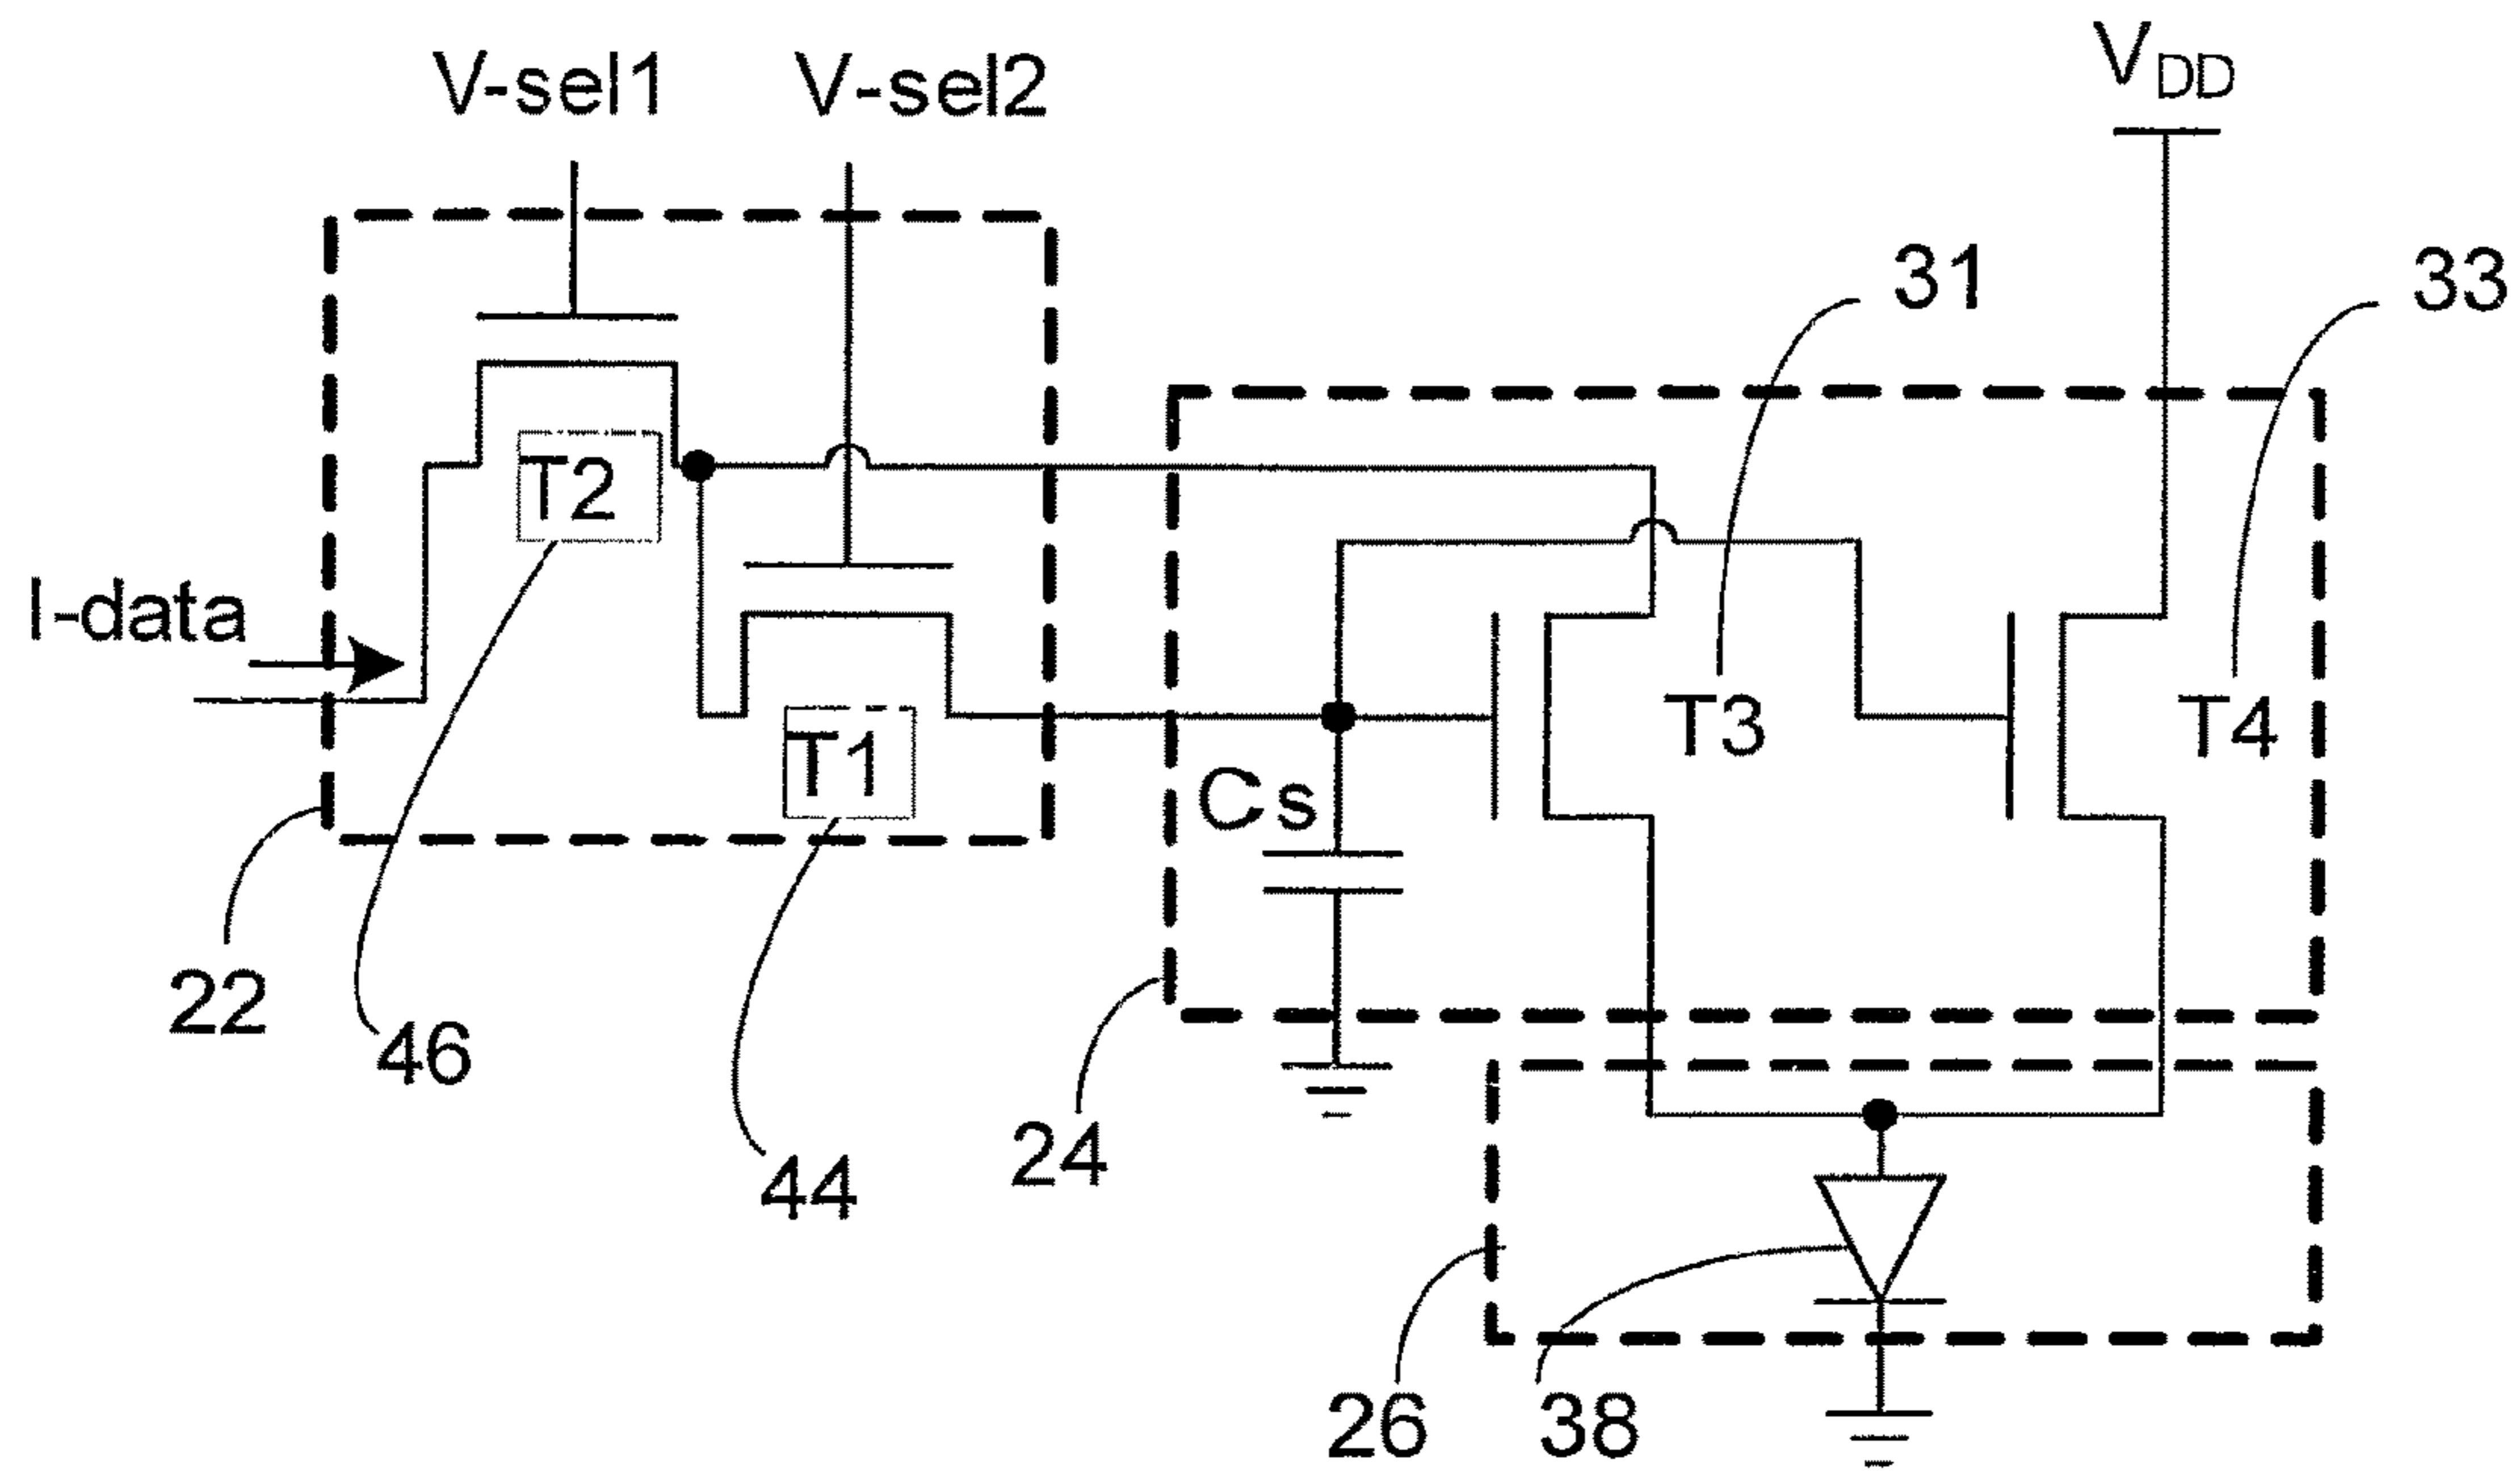 V-sel1
V-sel2
VDD
31
33
T2
I-data
T3
T4
T1
Cs
22
46
24
44
26
38